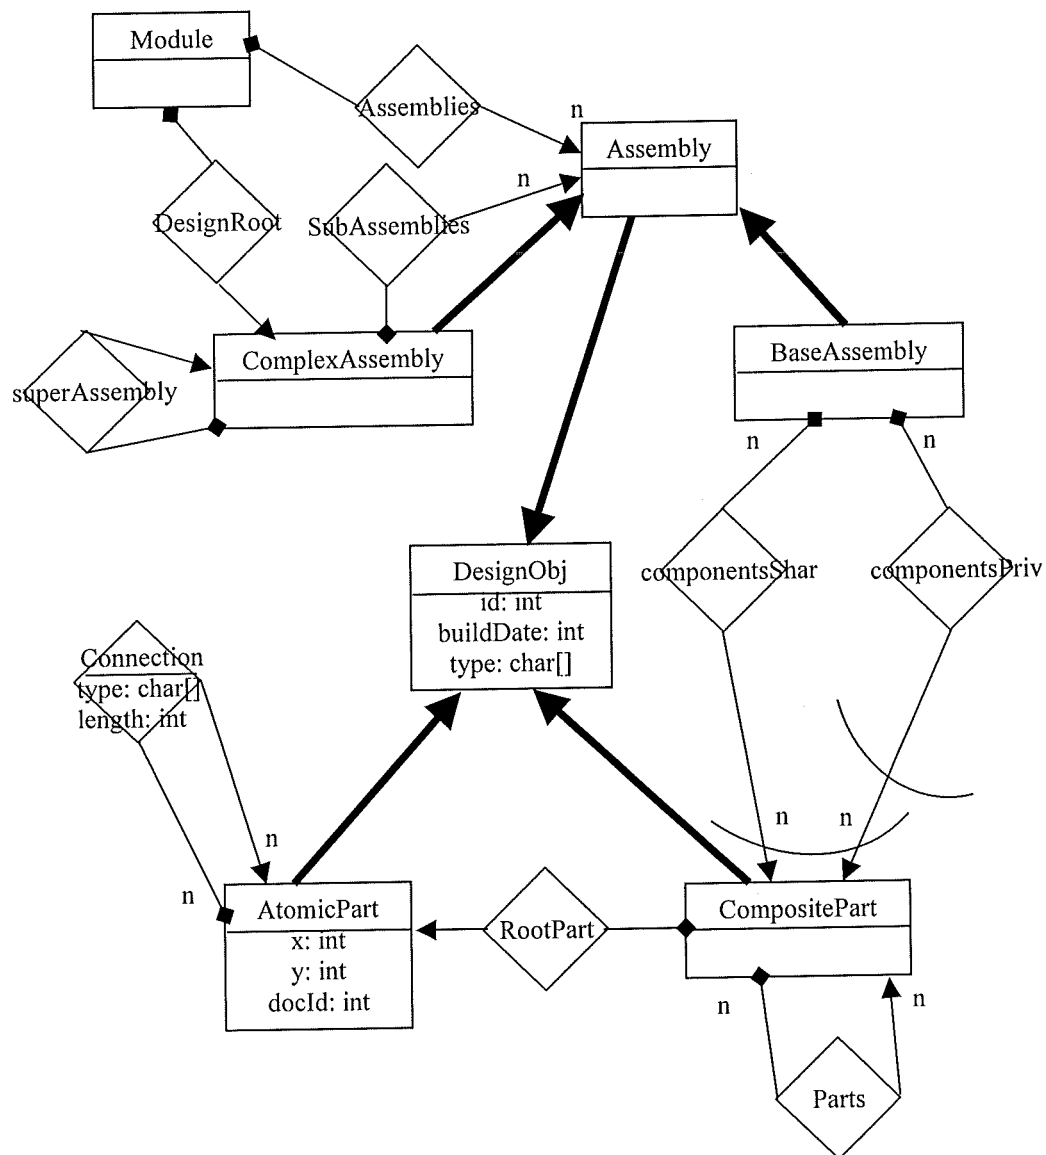 Module
Assemblies
n
Assembly
n
DesignRoot
SubAssemblies
ComplexAssembly
BaseAssembly
superAssembly
n
n
DesignObj
id: int
buildDate: int
type: char[]
componentsShar
componentsPriv
Connection
type: char[]
length: int
n
n
n
n
AtomicPart
x: int
y: int
docId: int
RootPart
CompositePart
n
n
Parts